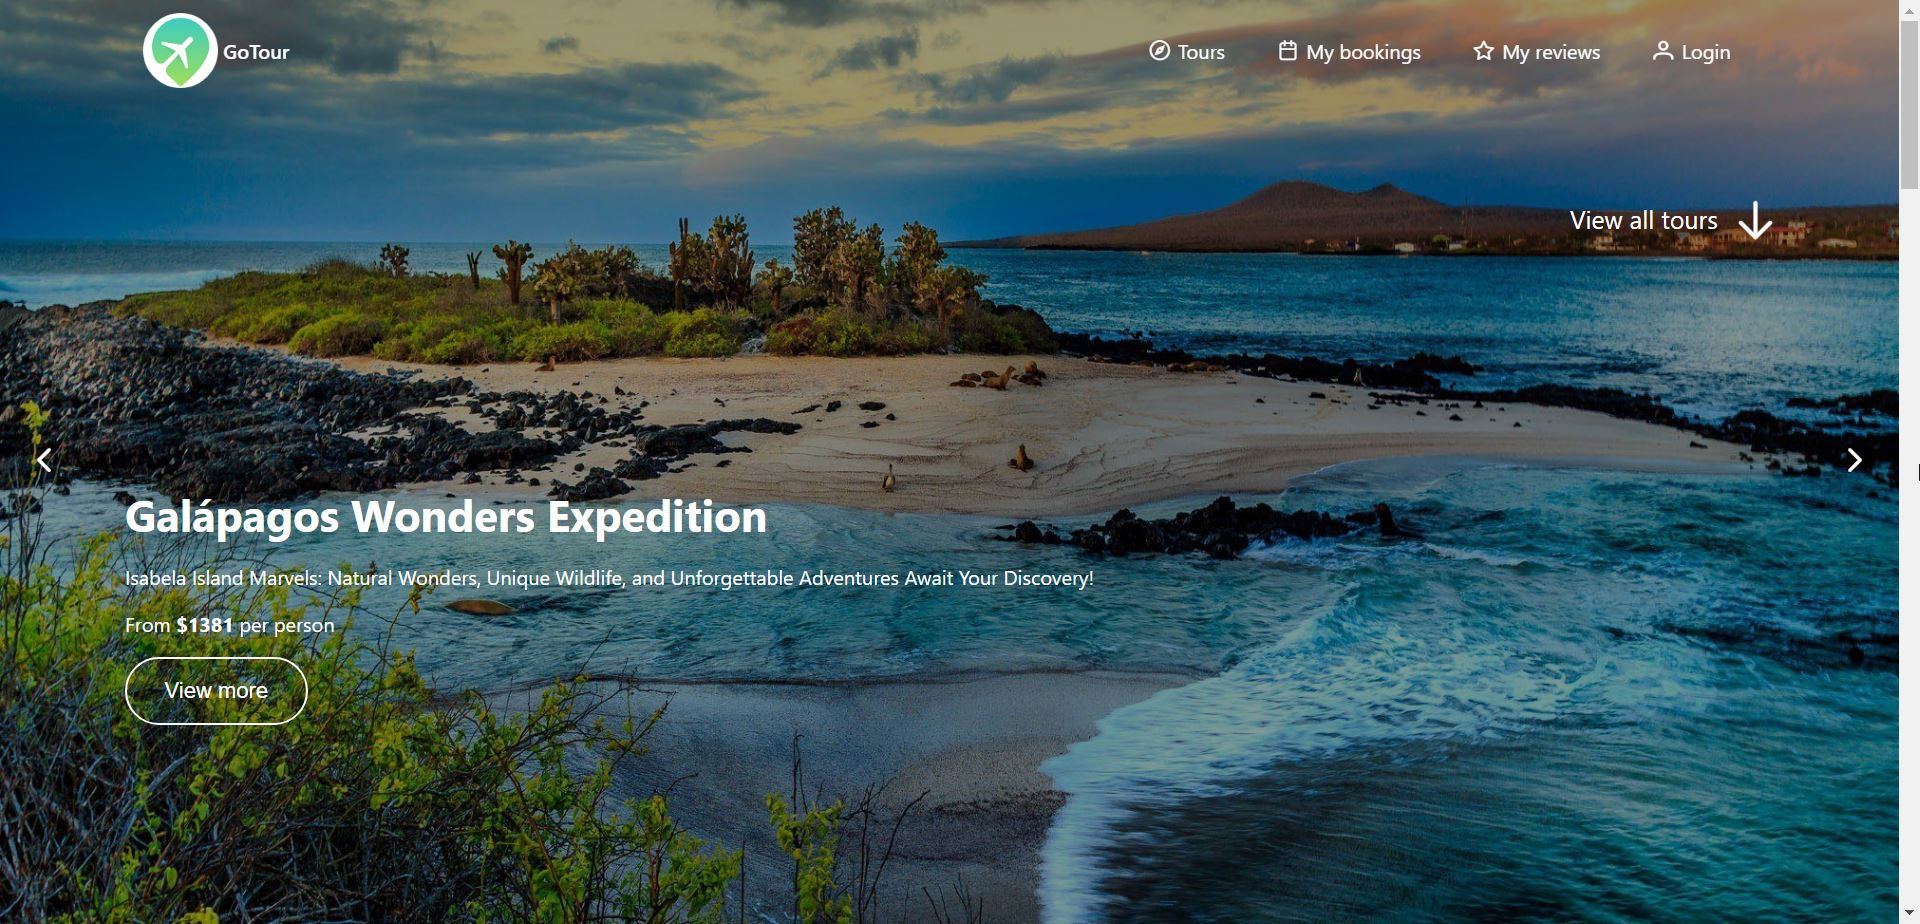 GoTour
Tours
My bookings
My reviews
Login
View all tours
Galápagos Wonders Expedition
Isabela Island Marvels: Natural Wonders, Unique Wildlife, and Unforgettable Adventures Await Your Discovery!
From $1381 per person
View more